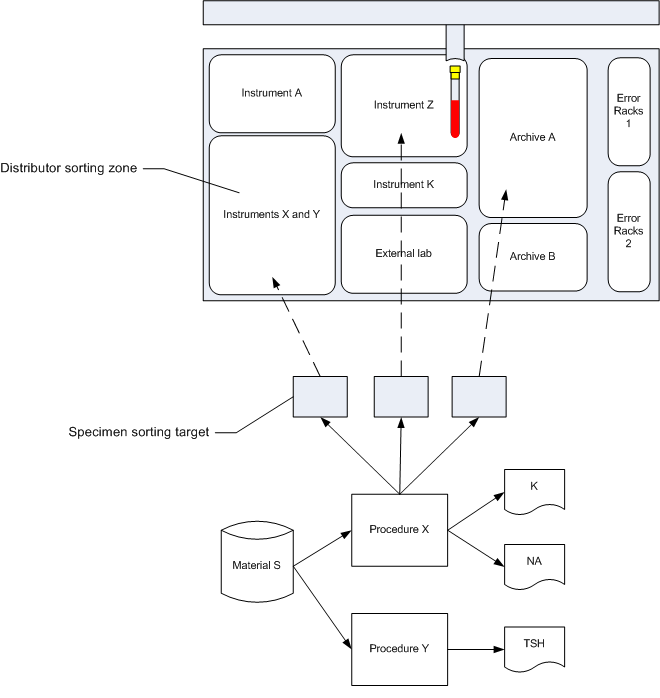 Instrument A
Instrument Z
Archive A
Error
Racks
1
Distributor sorting zone
Instruments X and Y
Instrument K
External lab
Archive B
Error
Racks
2
Specimen sorting target
Material S
Procedure X
K
NA
Procedure Y
TSH